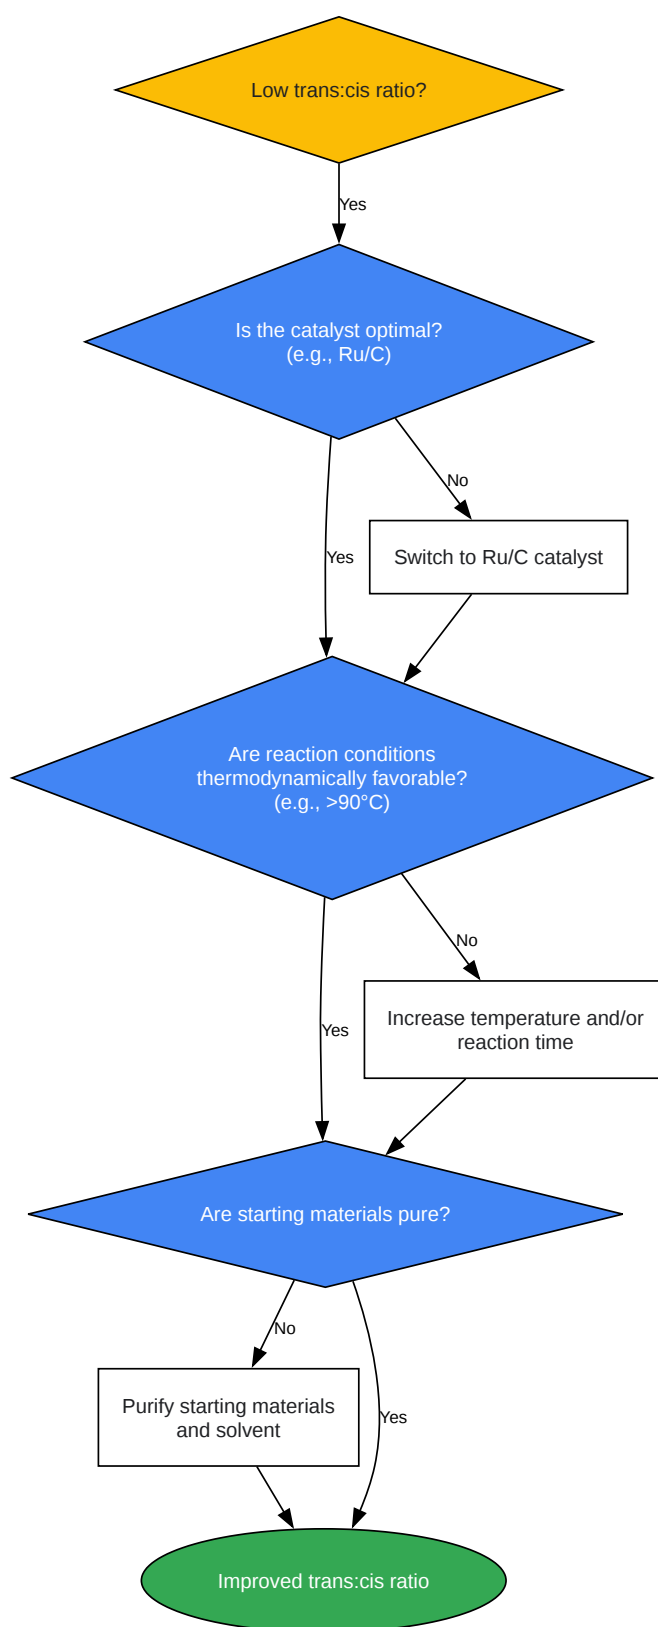 Low trans:cis ratio?
Yes
Is the catalyst optimal?
(e.g., Ru/C)
No
Yes
Switch to Ru/C catalyst
Are reaction conditions
thermodynamically favorable?
(e., >90°C)
No
Yes
Increase temperature and/or
reaction time
Are starting materials pure?
No
Purify starting materials
and solvent
Yes
Improved trans:cis ratio